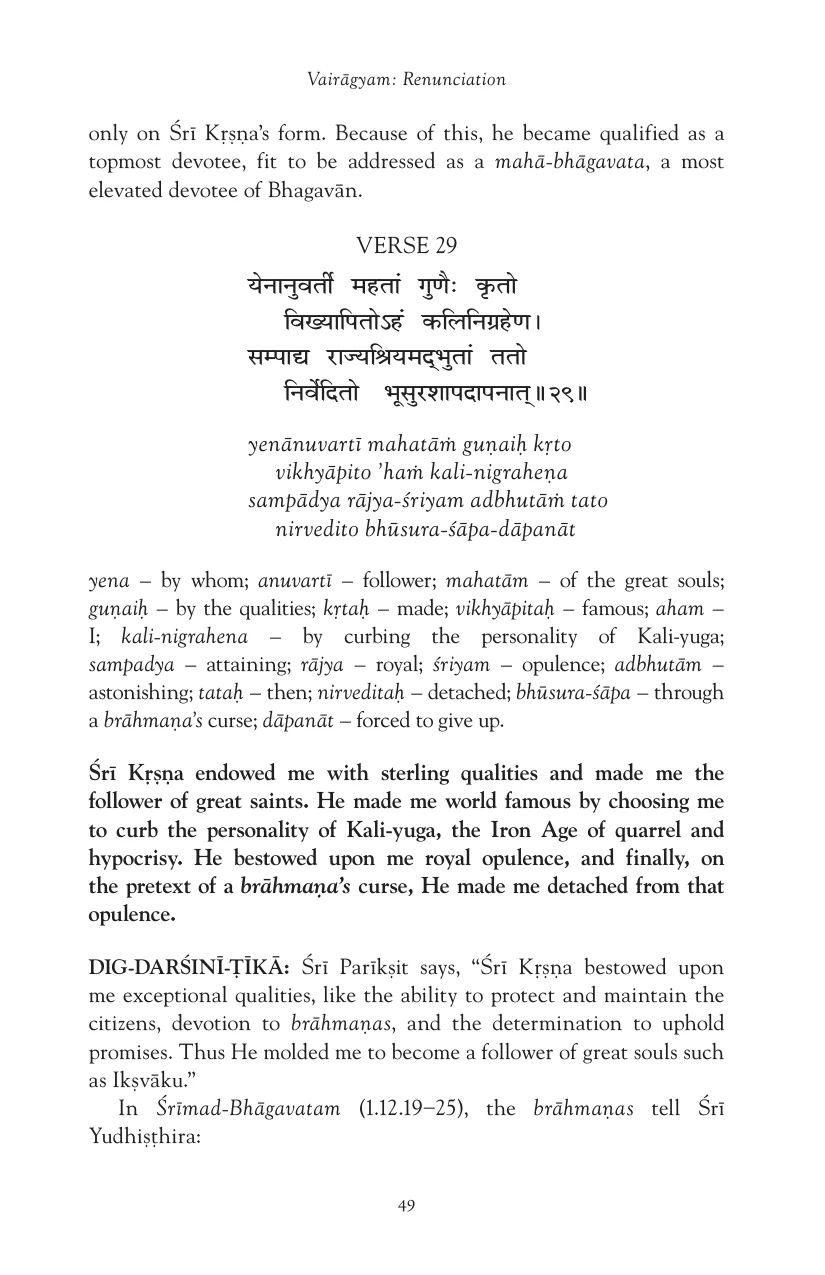 Vairāgyam: Renunciation
only on Śrī Kṛṣṇa’s form. Because of this, he became qualified as a
topmost devotee, fit to be addressed as a mahā-bhāgavata, a most
elevated devotee of Bhagavān.
VERSE 29
येनानुवर्ती महतां गुणैः कृतो
विख्यापितोऽहं कलिनिग्रहेण।
सम्पाद्य राज्यश्रियमद्भुतां ततो
निर्वेदितो भूसुरशापदापनात्॥२९॥
yenānuvartī mahatāṁ guṇaiḥ kṛto
vikhyāpito ’haṁ kali-nigraheṇa
sampādya rājya-śriyam adbhutāṁ tato
nirvedito bhūsura-śāpa-dāpanāt
yena – by whom; anuvartī – follower; mahatām – of the great souls;
guṇaiḥ – by the qualities; kṛtaḥ – made; vikhyāpitaḥ – famous; aham –
I; kali-nigrahena – by curbing the personality of Kali-yuga;
sampadya – attaining; rājya – royal; śriyam – opulence; adbhutām –
astonishing; tataḥ – then; nirveditaḥ – detached; bhūsura-śāpa – through
a brāhmaṇa’s curse; dāpanāt – forced to give up.
Śrī Kṛṣṇa endowed me with sterling qualities and made me the
follower of great saints. He made me world famous by choosing me
to curb the personality of Kali-yuga, the Iron Age of quarrel and
hypocrisy. He bestowed upon me royal opulence, and finally, on
the pretext of a brāhmaṇa’s curse, He made me detached from that
opulence.
DIG-DARŚINĪ-ṬĪKĀ: Śrī Parīkṣit says, “Śrī Kṛṣṇa bestowed upon
me exceptional qualities, like the ability to protect and maintain the
citizens, devotion to brāhmaṇas, and the determination to uphold
promises. Thus He molded me to become a follower of great souls such
as Ikṣvāku.”
In Śrīmad-Bhāgavatam (1.12.19–25), the brāhmaṇas tell Śrī
Yudhiṣṭhira:
49